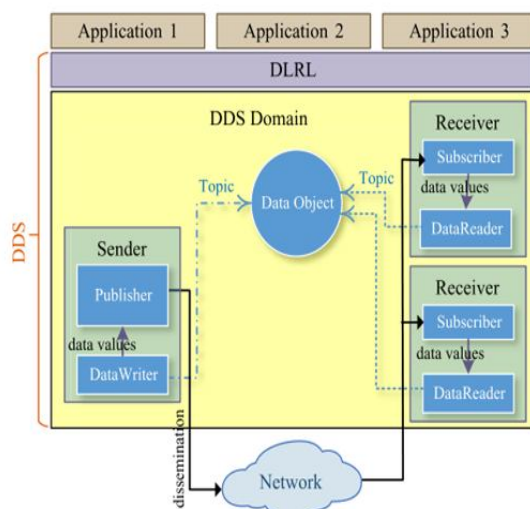 Application 1
Application 2
Application 3
DLRL
DDS
DDS Domain
Receiver
Subscriber
data values
DataReader
Topic
Topic
Data Object
Sender
Publisher
data values
DataWriter
Receiver
Subscriber
data values
DataReader
dissemination
Network